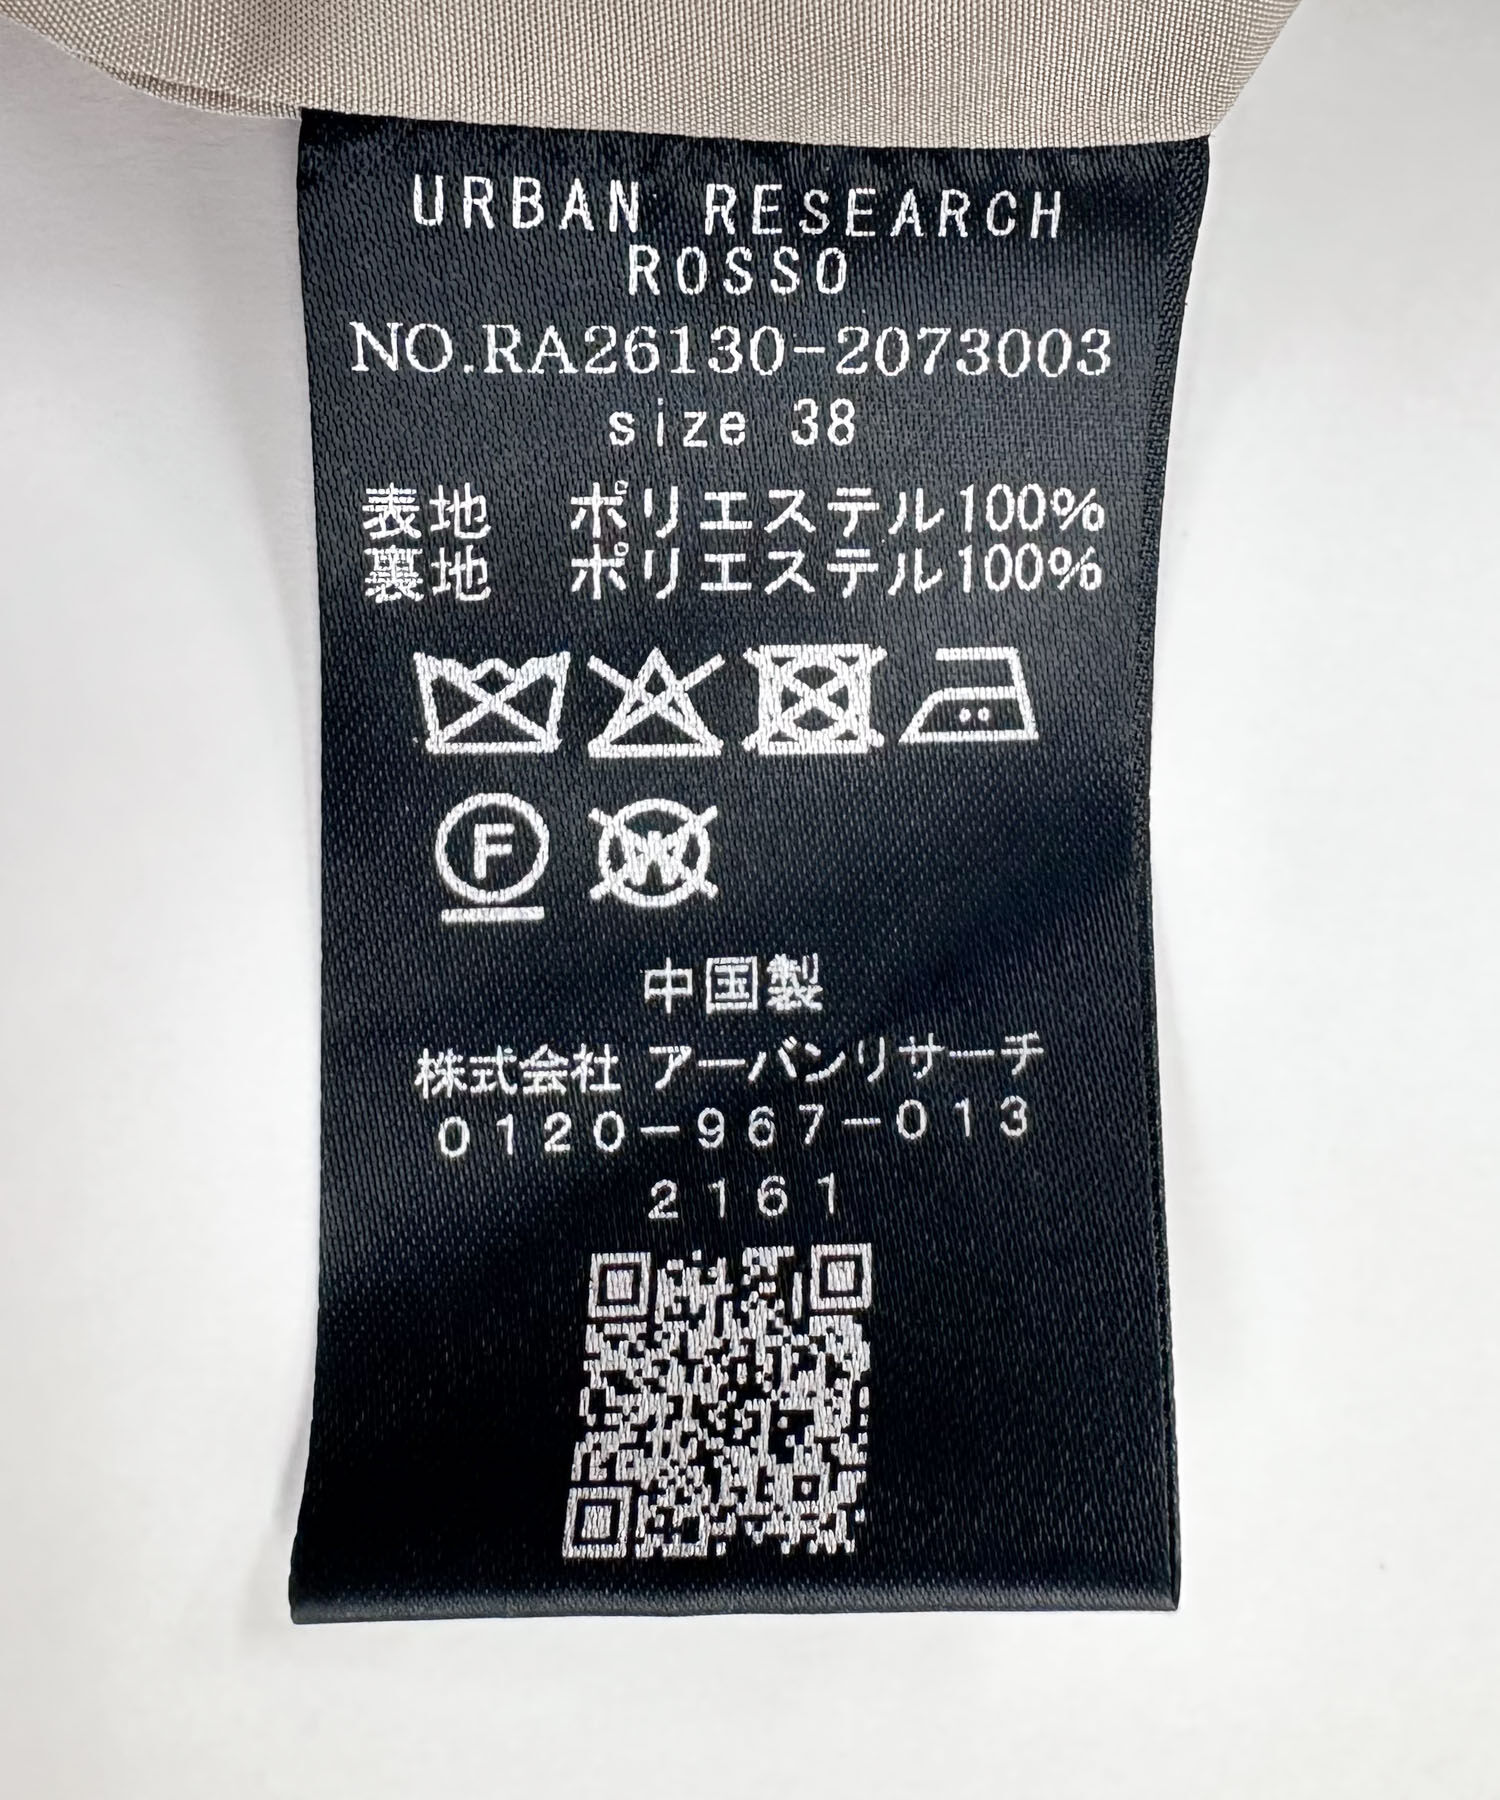 URBAN RESEARCH
ROSSO
NO.RA26130-2073003
size 38
表地 ポリエステル100%
裏地 ポリエステル100%
F
W
中国製
株式会社 アーバンリサーチ
0120-967-013
2161